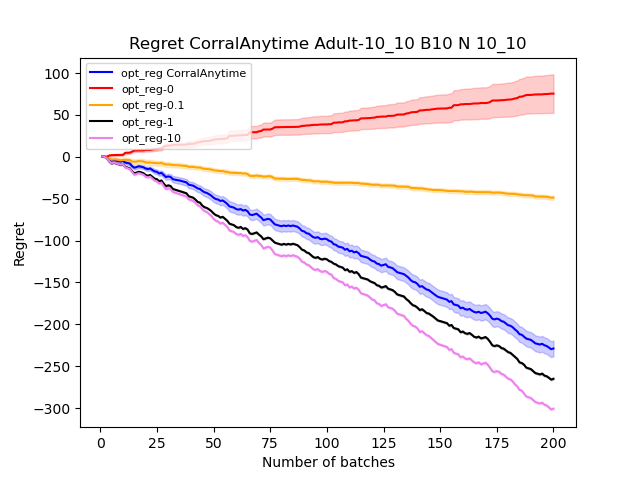 Regret CorralAnytime Adult-10_10 B10 N 10_10
opt_reg CorralAnytime
opt_reg-0
opt_reg-0.1
opt_reg-1
opt_reg-10
100
50
0
−50
−100
−150
−200
−250
−300
Regret
0 25 50 75 100 125 150 175 200
Number of batches